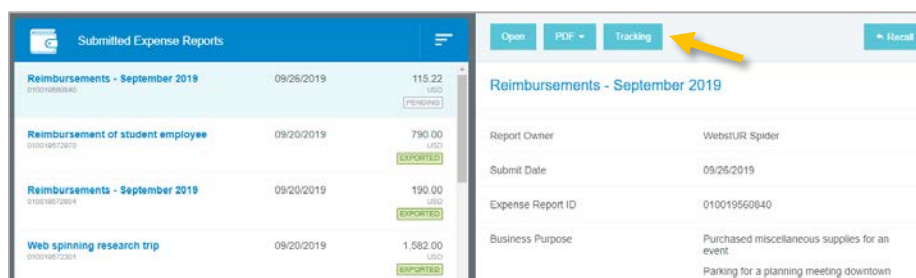 Submitted Expense Reports
Reimbursements - September 2019 09/26/2019 115.22
010019560840 USD
PENDING
Reimbursement of student employee 09/20/2019 790.00
010019572870 USD
EXPORTED
Reimbursements - September 2019 09/20/2019 190.00
010019572804 USD
EXPORTED
Web spinning research trip 09/20/2019 1,582.00
010019572301 USD
EXPORTED
Open PDF Tracking Recall
Reimbursements - September 2019
Report Owner WebstUR Spider
Submit Date 09/26/2019
Expense Report ID 010019560840
Business Purpose Purchased miscellaneous supplies for an
event
Parking for a planning meeting downtown